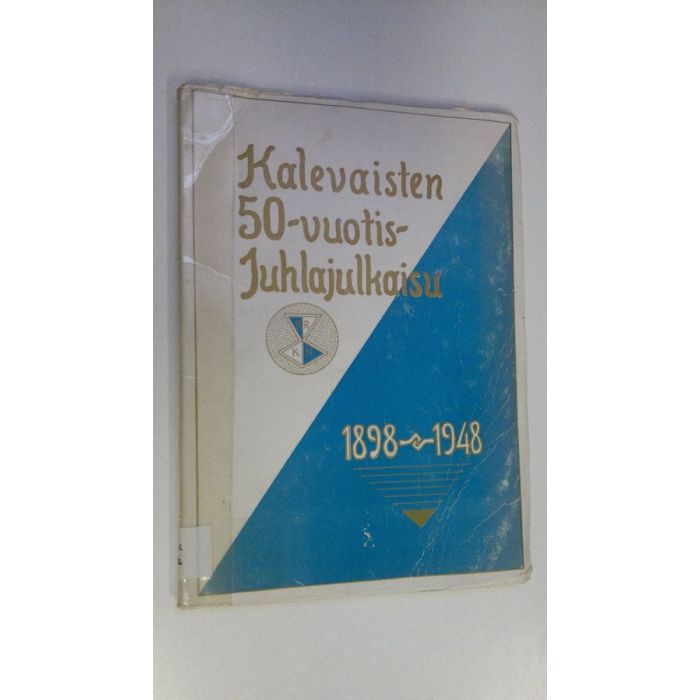 Kalevaisten
50-vuotis-
Juhlajulkaisu
R
K
1898~1948